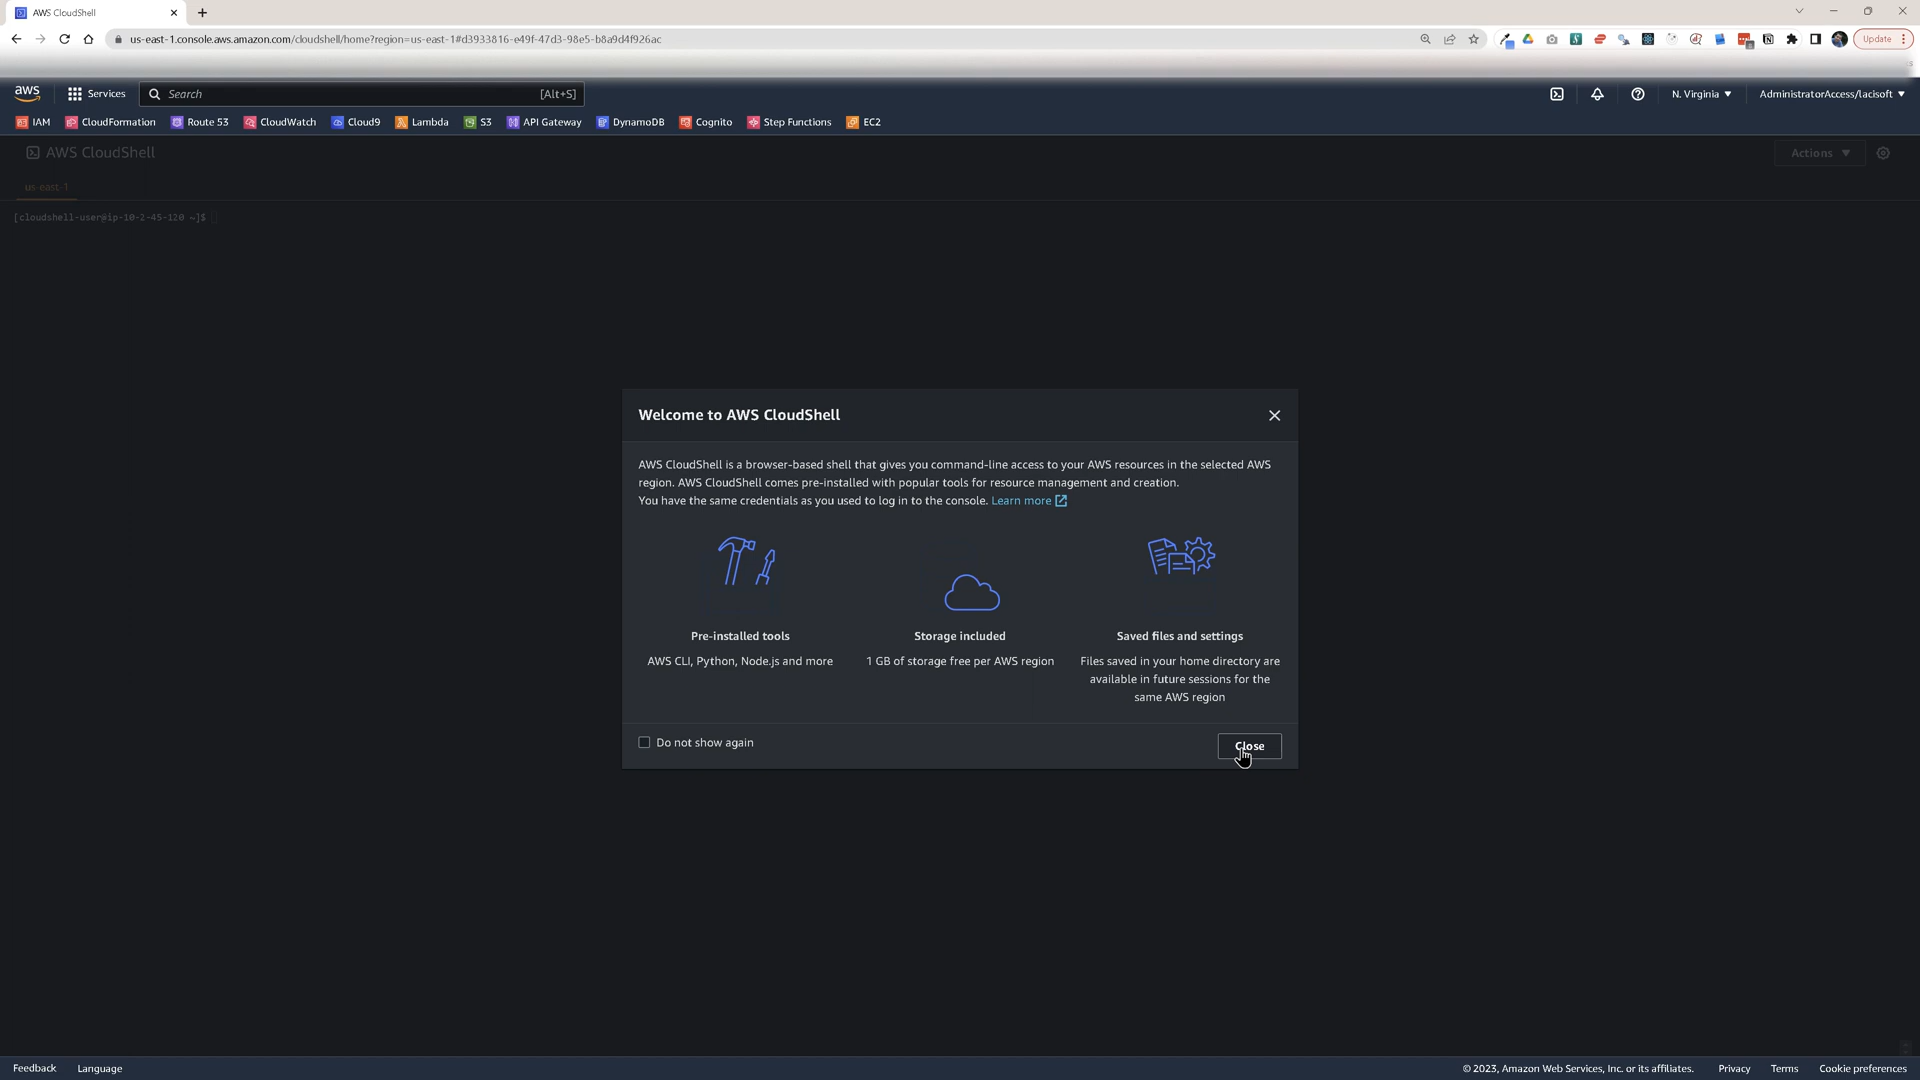 AWS CloudShell
us-east-1.console.aws.amazon.com/cloudshell/home?region=us-east-1#d3933816-e49f-47d3-98e5-b8a9d4f926ac
Update
aws
Services
Search
[Alt+S]
N. Virginia
AdministratorAccess/lacisoft
IAM
CloudFormation
Route 53
CloudWatch
Cloud9
Lambda
S3
API Gateway
DynamoDB
Cognito
Step Functions
EC2
AWS CloudShell
Actions
us-east-1
[cloudshell-user@ip-10-2-45-120 ~]$
Welcome to AWS CloudShell
AWS CloudShell is a browser-based shell that gives you command-line access to your AWS resources in the selected AWS
region. AWS CloudShell comes pre-installed with popular tools for resource management and creation.
You have the same credentials as you used to log in to the console. Learn more
Pre-installed tools
AWS CLI, Python, Node.js and more
Storage included
1 GB of storage free per AWS region
Saved files and settings
Files saved in your home directory are
available in future sessions for the
same AWS region
Do not show again
Close
Feedback
Language
© 2023, Amazon Web Services, Inc. or its affiliates.
Privacy
Terms
Cookie preferences